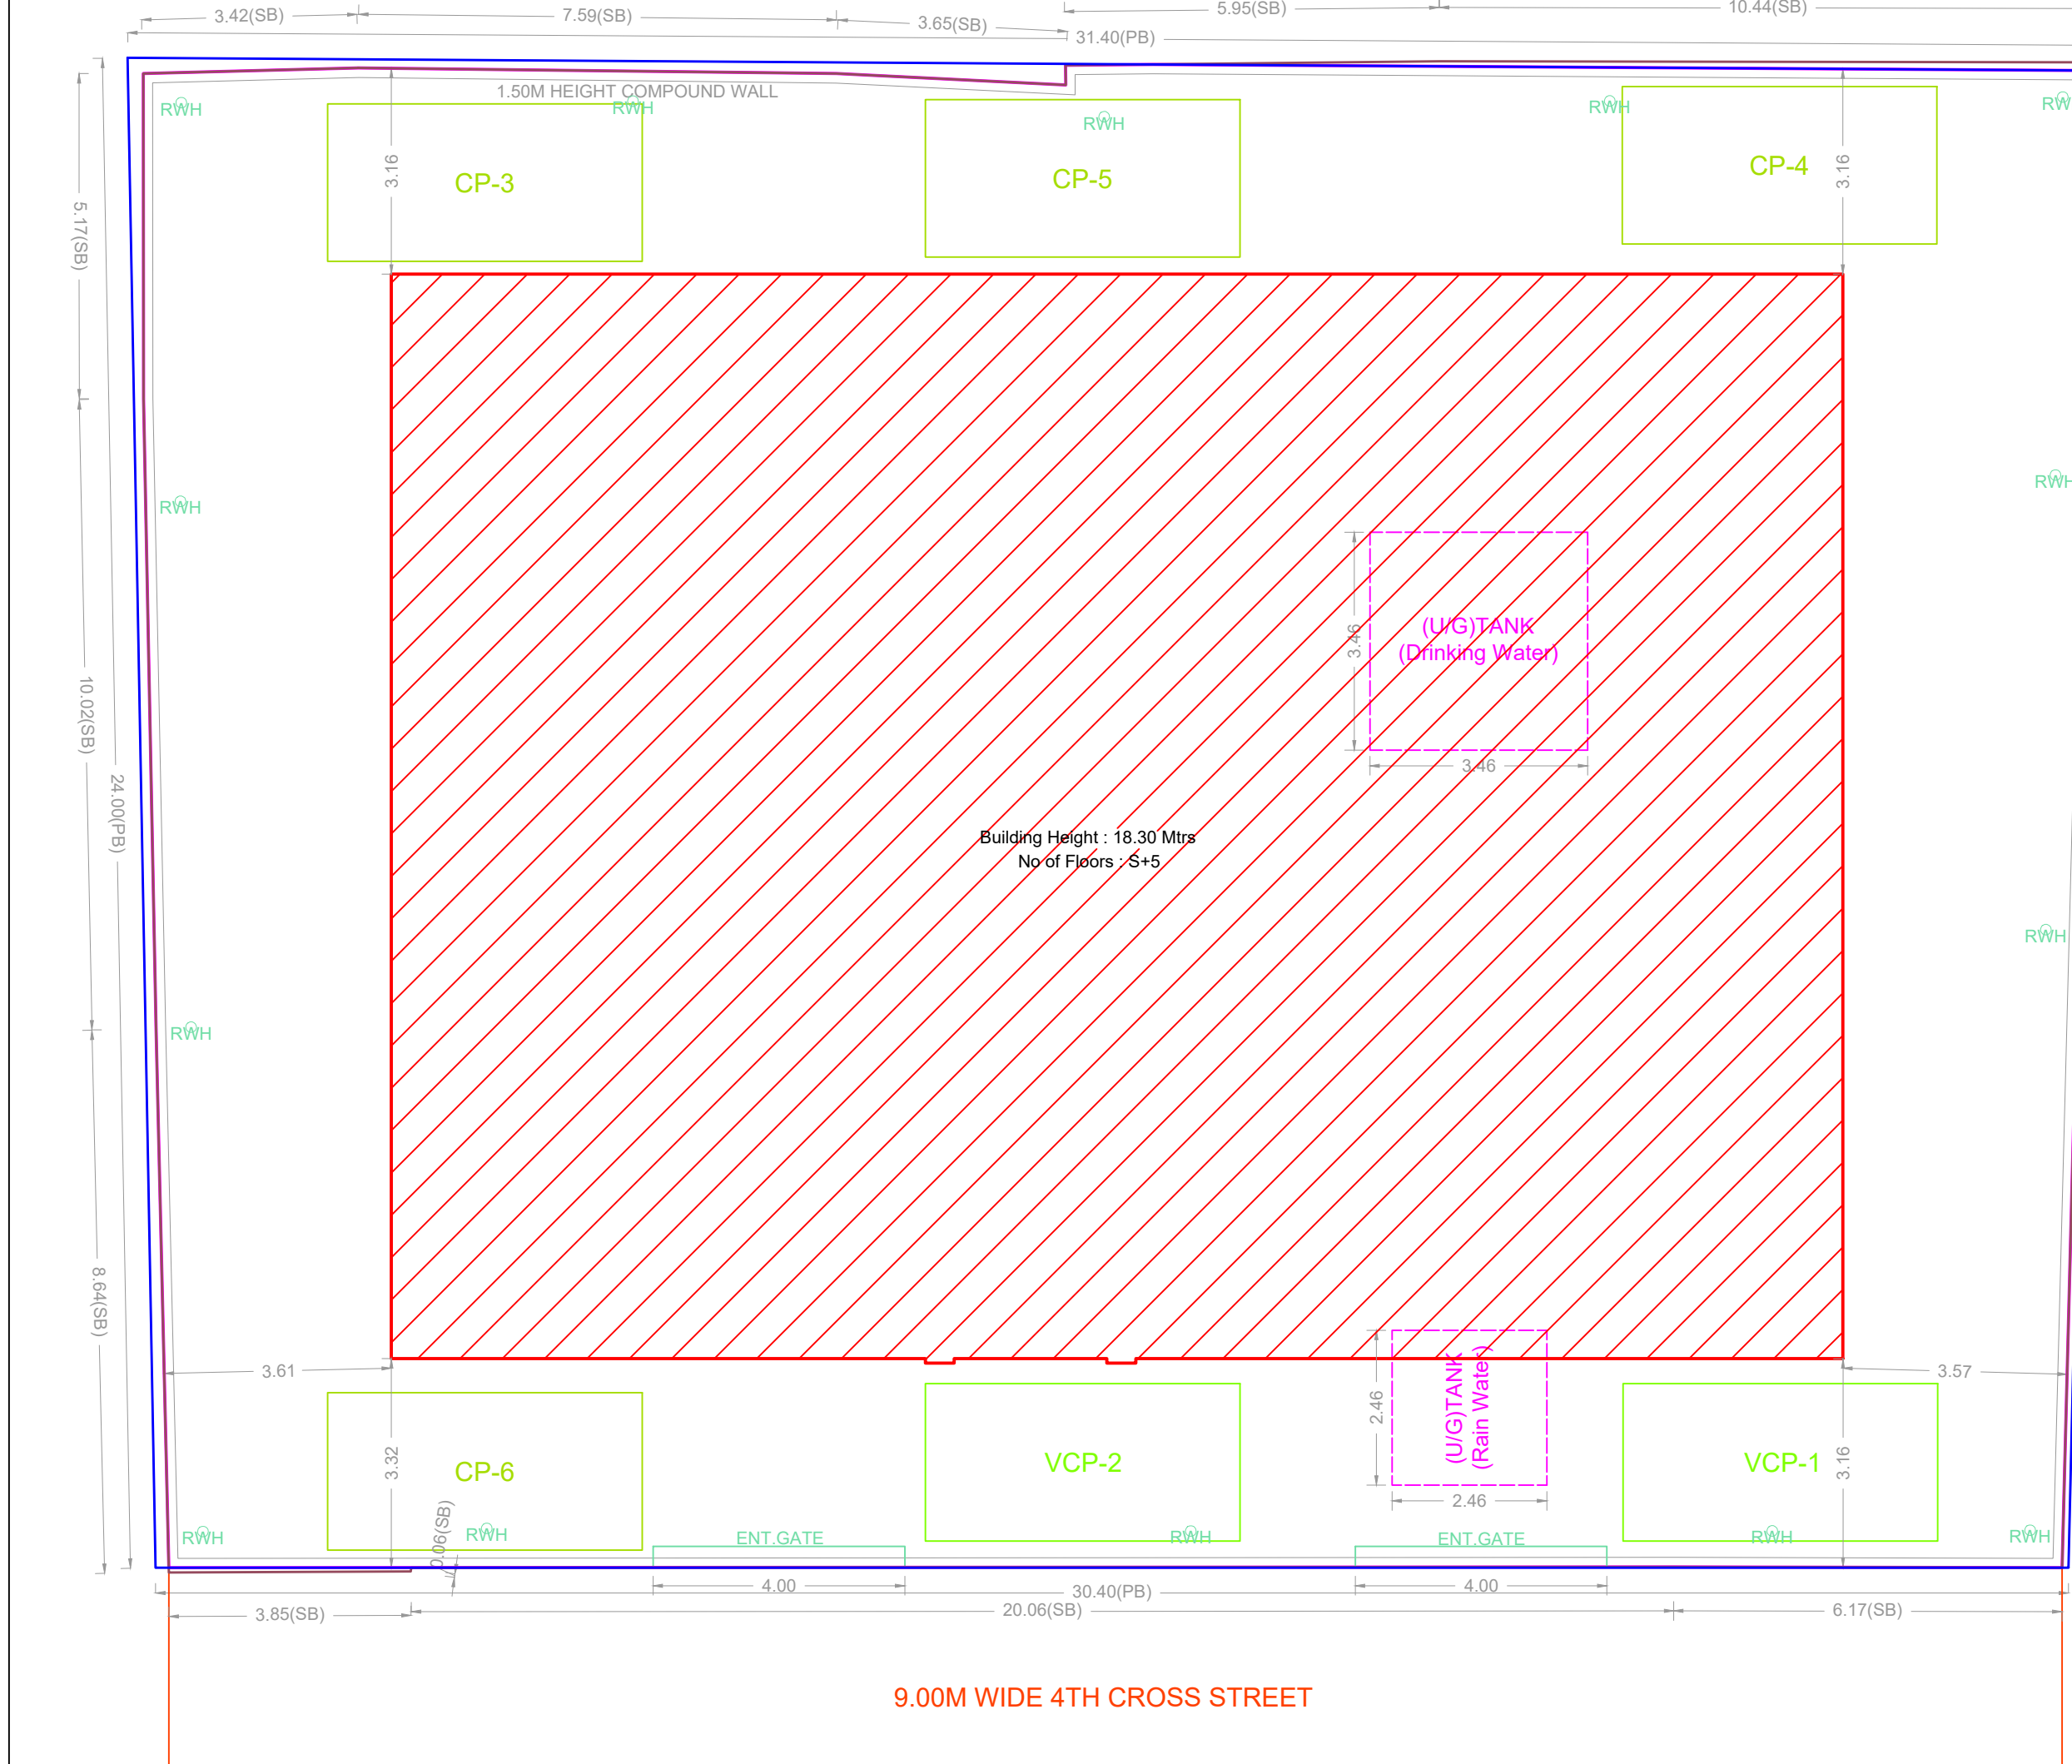 3.42(SB)
7.59(SB)
3.65(SB)
5.95(SB)
10.44(SB)
31.40(PB)
1.50M HEIGHT COMPOUND WALL
RWH
RWH
RWH
RWH
CP-3
CP-5
CP-4
3.16
3.16
5.17(SB)
RWH
RWH
3.46
(U/G)TANK
(Drinking Water)
3.46
10.02(SB)
24.00(PB)
Building Height : 18.30 Mtrs
No of Floors : S+5
RWH
RWH
8.64(SB)
3.61
3.57
2.46
(U/G)TANK
(Rain Water)
2.46
3.32
CP-6
VCP-2
VCP-1
3.16
0.06(SB)
RWH
RWH
ENT.GATE
RWH
ENT.GATE
RWH
RWH
4.00
30.40(PB)
4.00
3.85(SB)
20.06(SB)
6.17(SB)
9.00M WIDE 4TH CROSS STREET